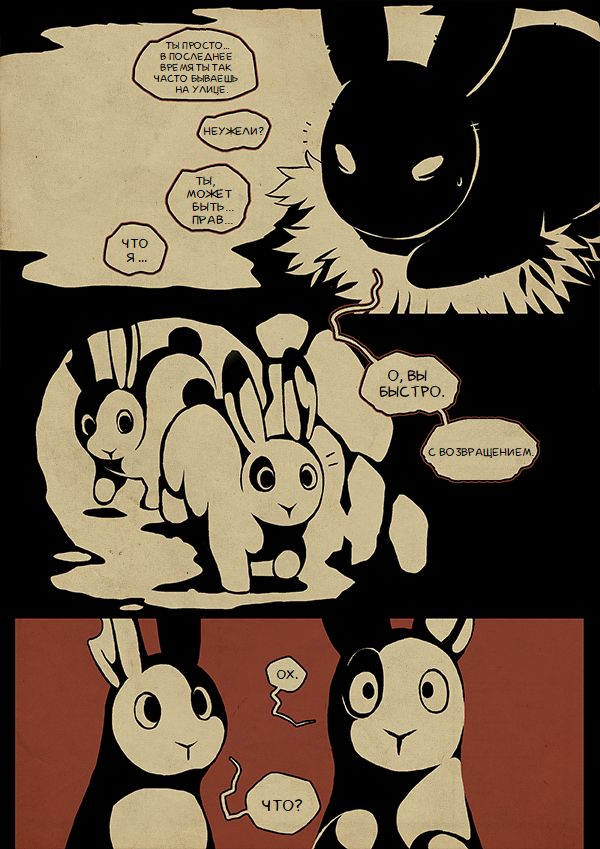 ТЫ ПРОСТО...
В ПОСЛЕДНЕЕ
ВРЕМЯ ТЫ ТАК
ЧАСТО БЫВАЕШЬ
НА УЛИЦЕ.
НЕУЖЕЛИ?
ТЫ,
МОЖЕТ
БЫТЬ...
ПРАВ...
ЧТО
Я ...
О, ВЫ
БЫСТРО.
С ВОЗВРАЩЕНИЕМ.
ОХ.
ЧТО?